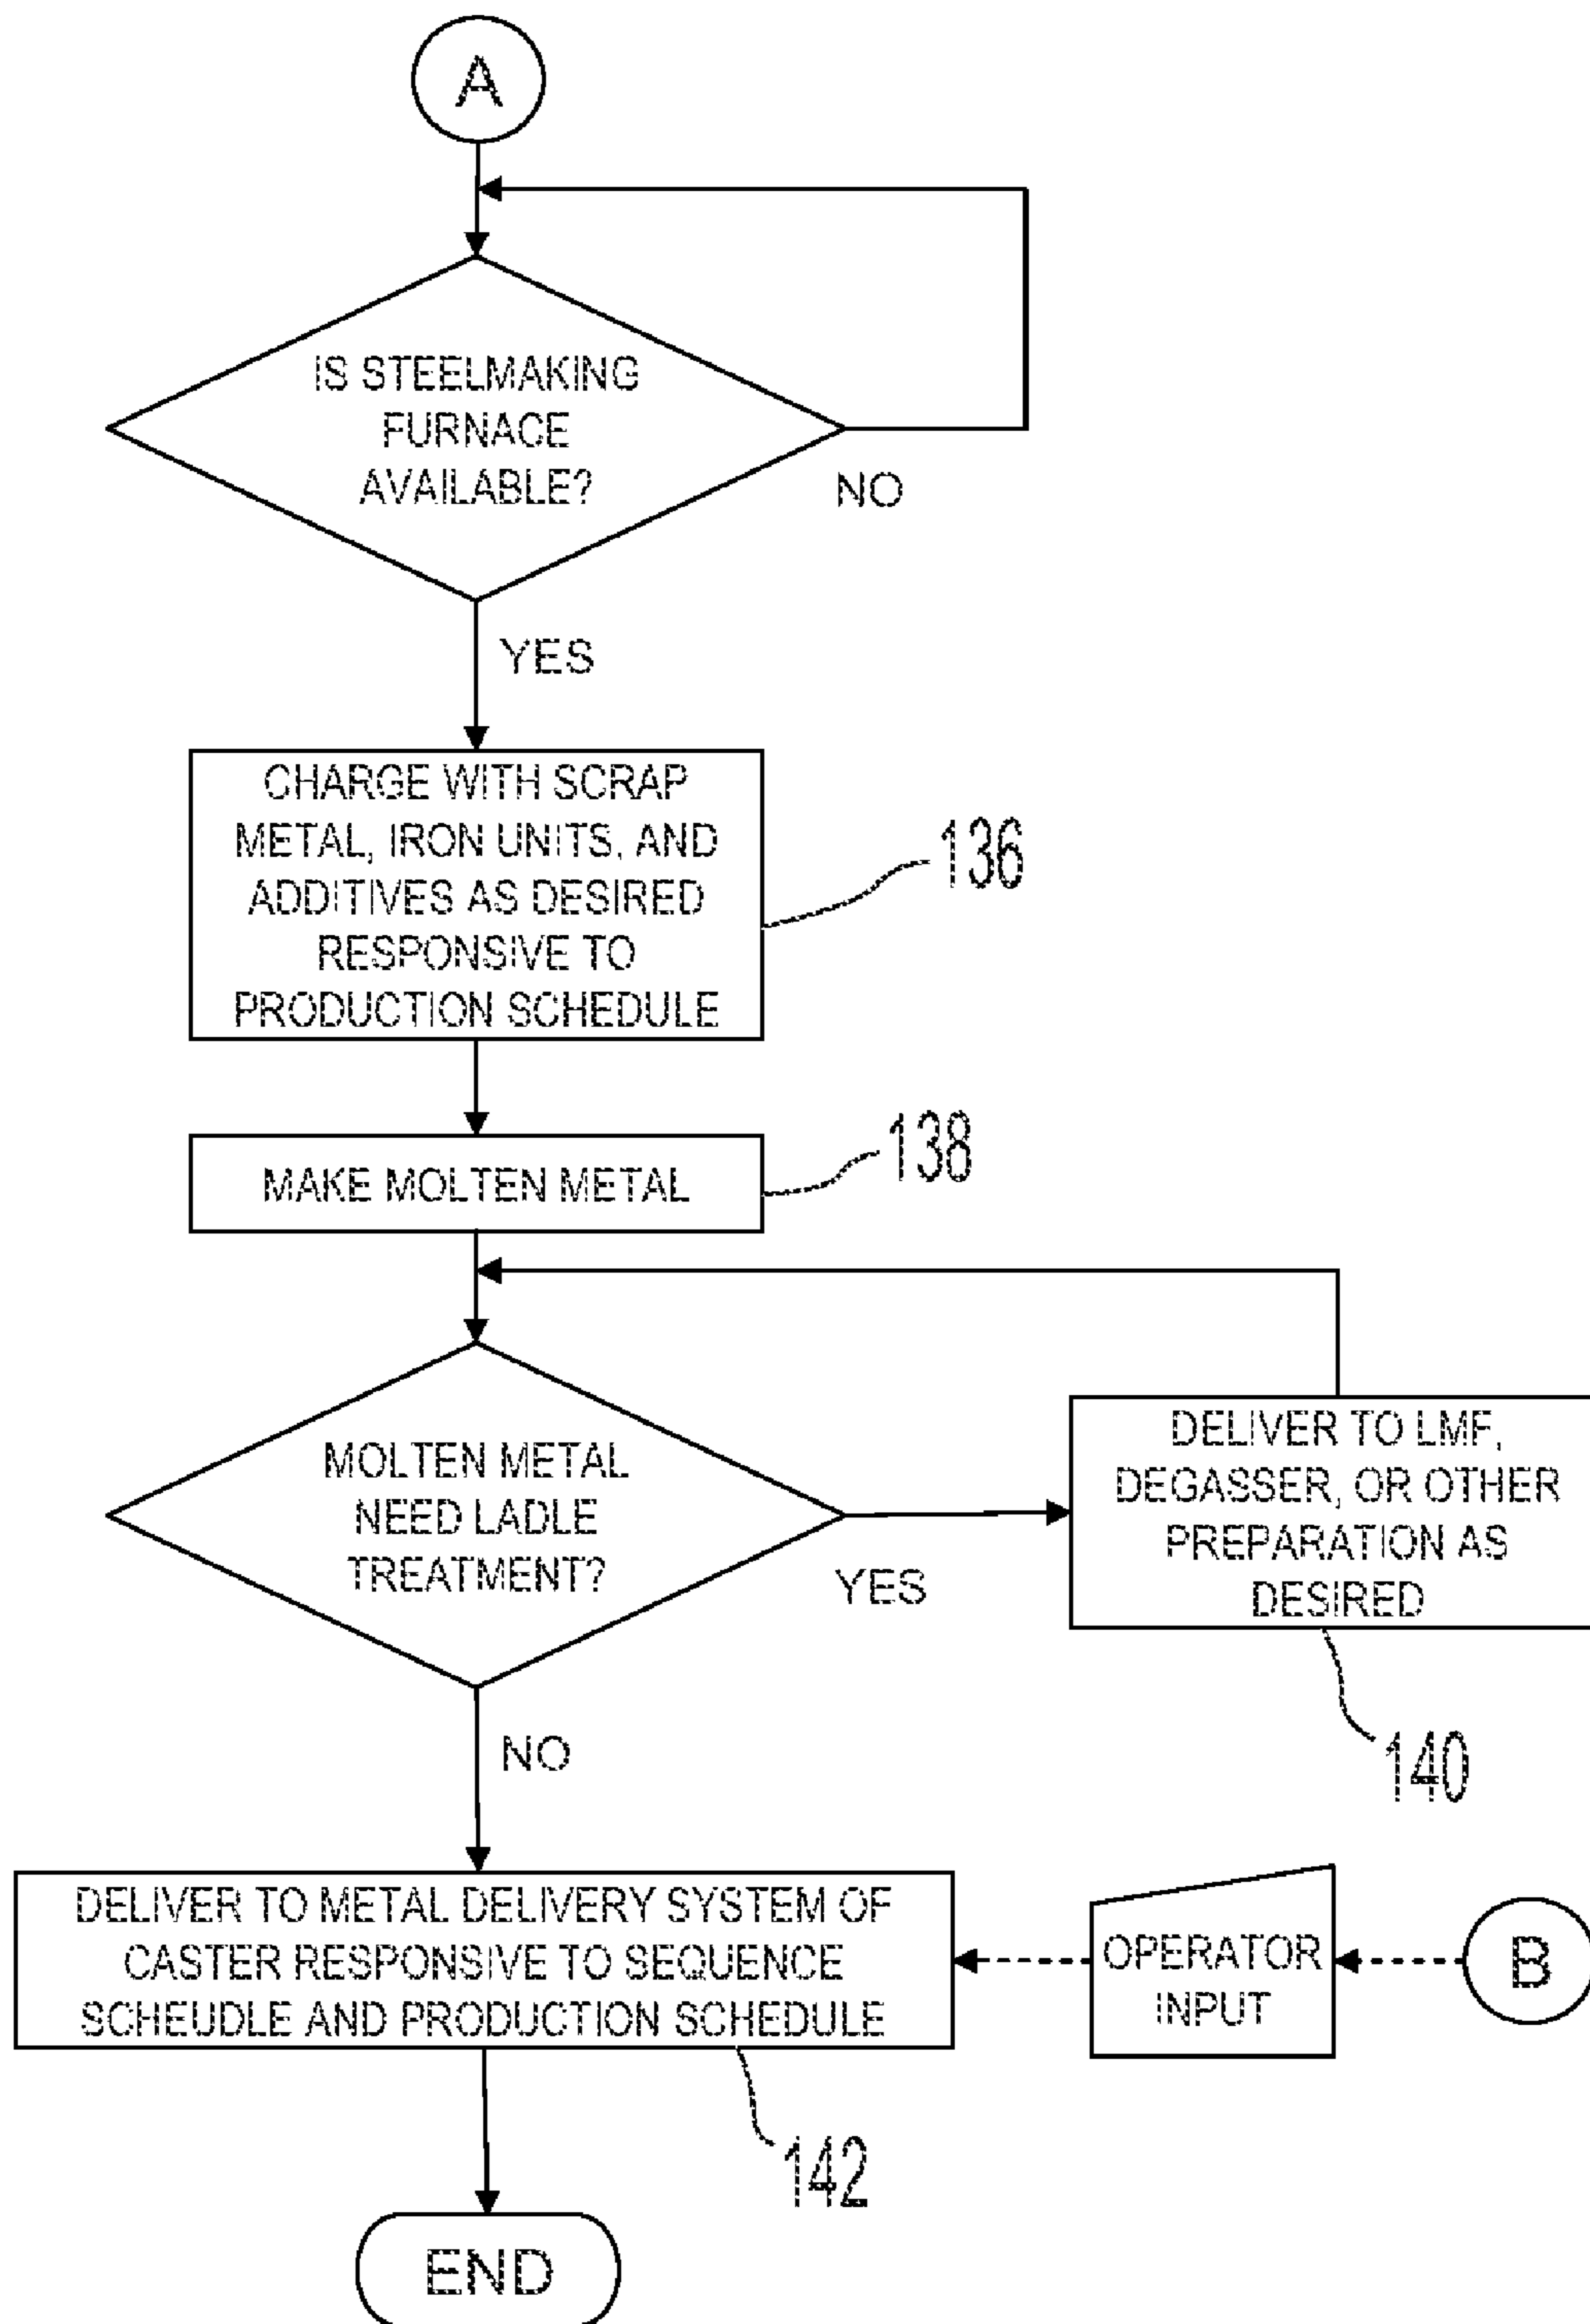 A
IS STEELMAKING
FURNACE
AVAILABLE?
NO
YES
CHARGE WITH SCRAP
METAL, IRON UNITS, AND
ADDITIVES AS DESIRED
RESPONSIVE TO
PRODUCTION SCHEDULE
136
MAKE MOLTEN METAL
138
MOLTEN METAL
NEED LADLE
TREATMENT?
YES
DELIVER TO LMF,
DEGASSER, OR OTHER
PREPARATION AS
DESIRED
140
NO
DELIVER TO METAL DELIVERY SYSTEM OF
CASTER RESPONSIVE TO SEQUENCE
SCHEUDLE AND PRODUCTION SCHEDULE
OPERATOR
INPUT
B
142
END